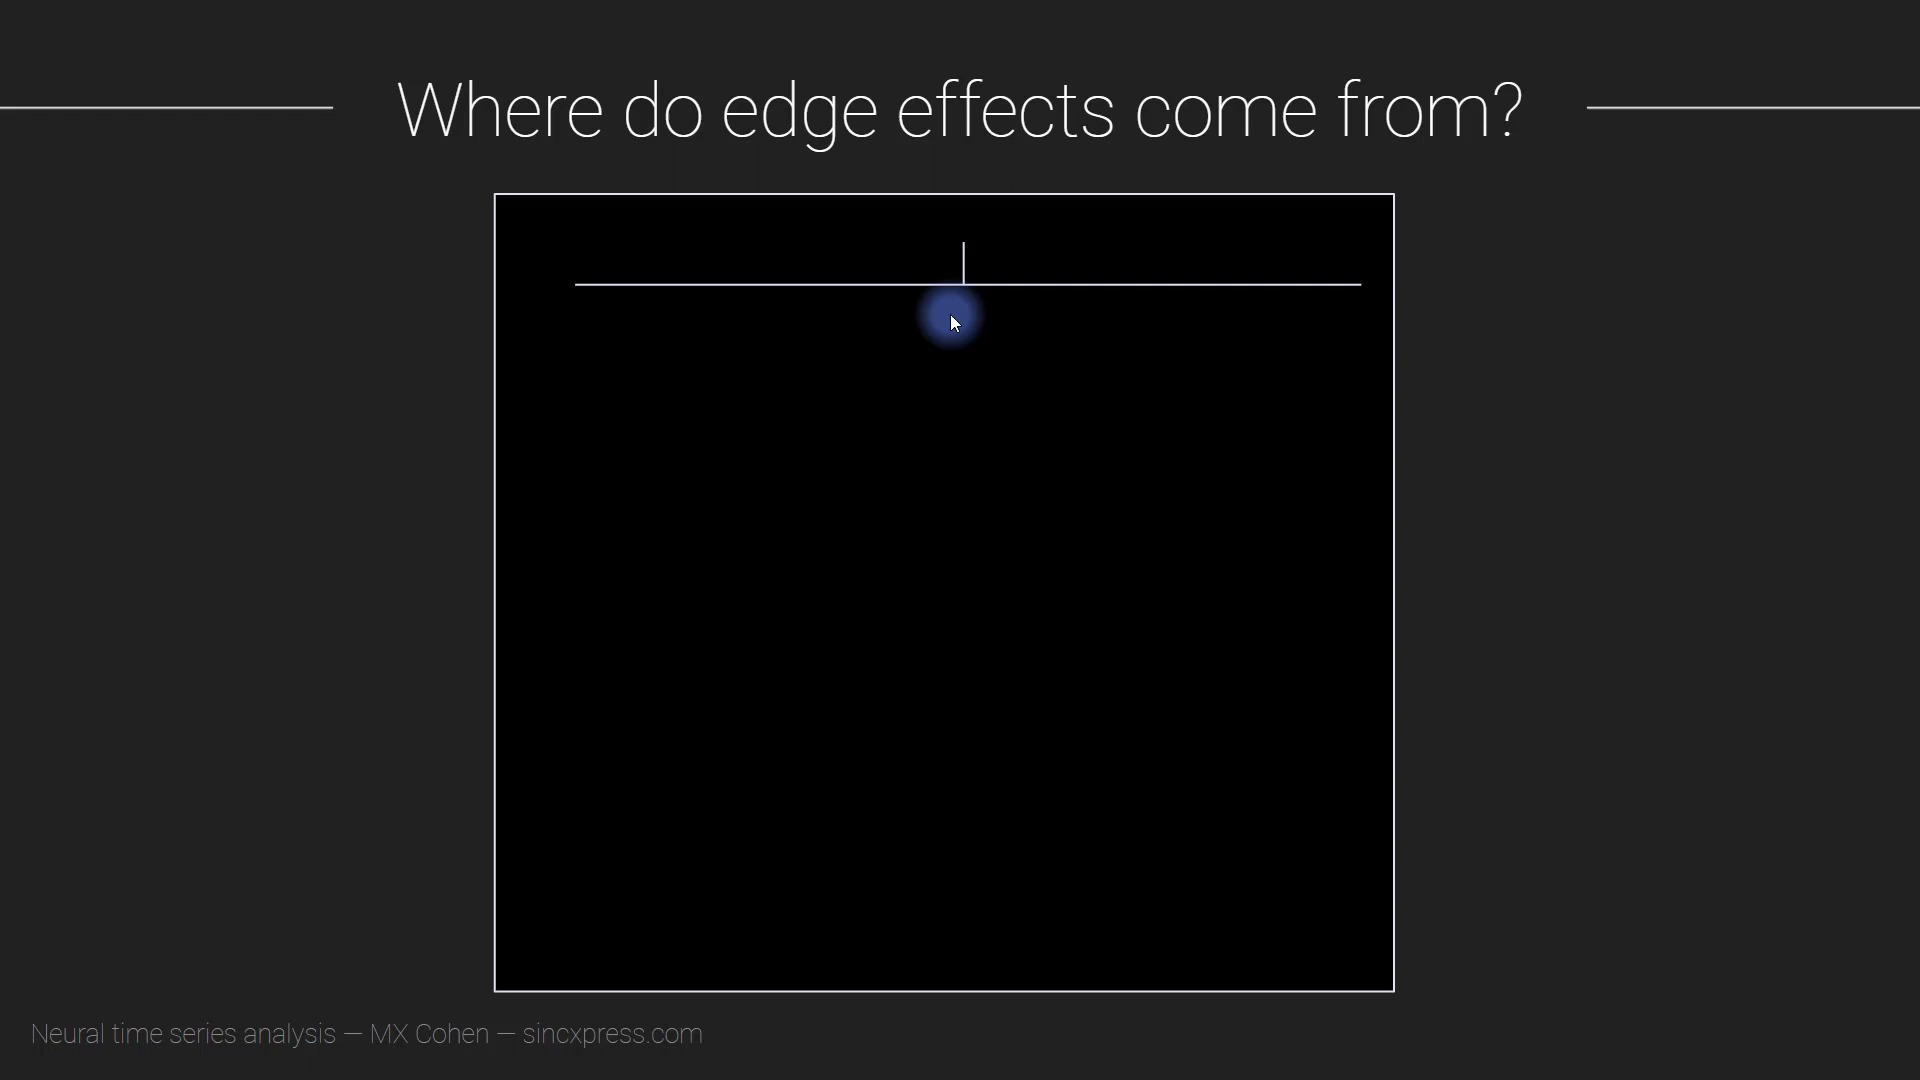 Where do edge effects come from?
Neural time series analysis — MX Cohen — sincxpress.com